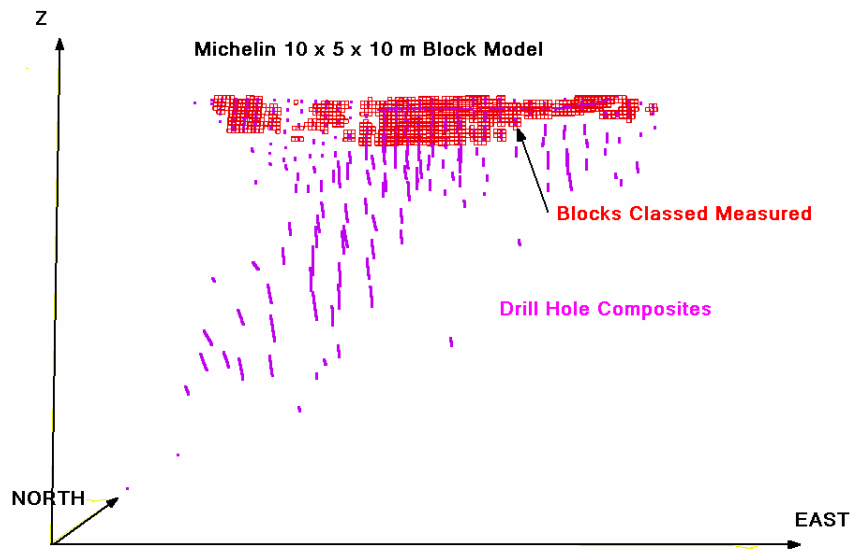 Z
Michelin 10 x 5 x 10 m Block Model
Blocks Classed Measured
Drill Hole Composites
NORTH
EAST